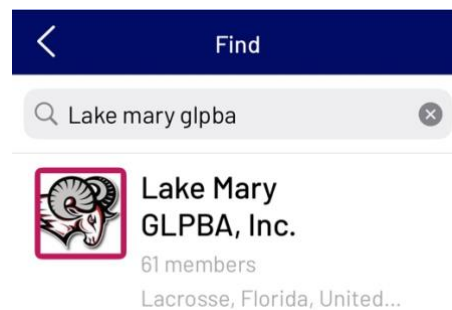 Find
Lake mary glpba
Lake Mary
GLPBA, Inc.
61 members
Lacrosse, Florida, United...